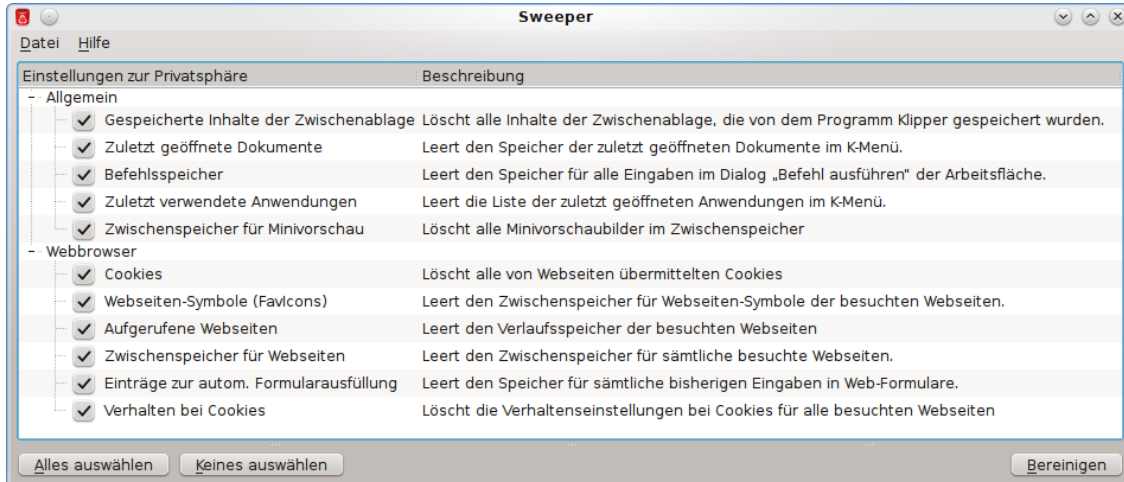 Sweeper
Datei Hilfe
Einstellungen zur Privatsphäre Beschreibung
Allgemein
Gespeicherte Inhalte der Zwischenablage Löscht alle Inhalte der Zwischenablage, die von dem Programm Klipper gespeichert wurden.
Zuletzt geöffnete Dokumente Leert den Speicher der zuletzt geöffneten Dokumente im K-Menü.
Befehlsspeicher Leert den Speicher für alle Eingaben im Dialog „Befehl ausführen" der Arbeitsfläche.
Zuletzt verwendete Anwendungen Leert die Liste der zuletzt geöffneten Anwendungen im K-Menü.
Zwischenspeicher für Minivorschau Löscht alle Minivorschaubilder im Zwischenspeicher
Webbrowser
Cookies Löscht alle von Webseiten übermittelten Cookies
Webseiten-Symbole (FavIcons) Leert den Zwischenspeicher für Webseiten-Symbole der besuchten Webseiten.
Aufgerufene Webseiten Leert den Verlaufsspeicher der besuchten Webseiten
Zwischenspeicher für Webseiten Leert den Zwischenspeicher für sämtliche besuchte Webseiten.
Einträge zur autom. Formularausfüllung Leert den Speicher für sämtliche bisherigen Eingaben in Web-Formulare.
Verhalten bei Cookies Löscht die Verhaltenseinstellungen bei Cookies für alle besuchten Webseiten
Alles auswählen Keines auswählen Bereinigen